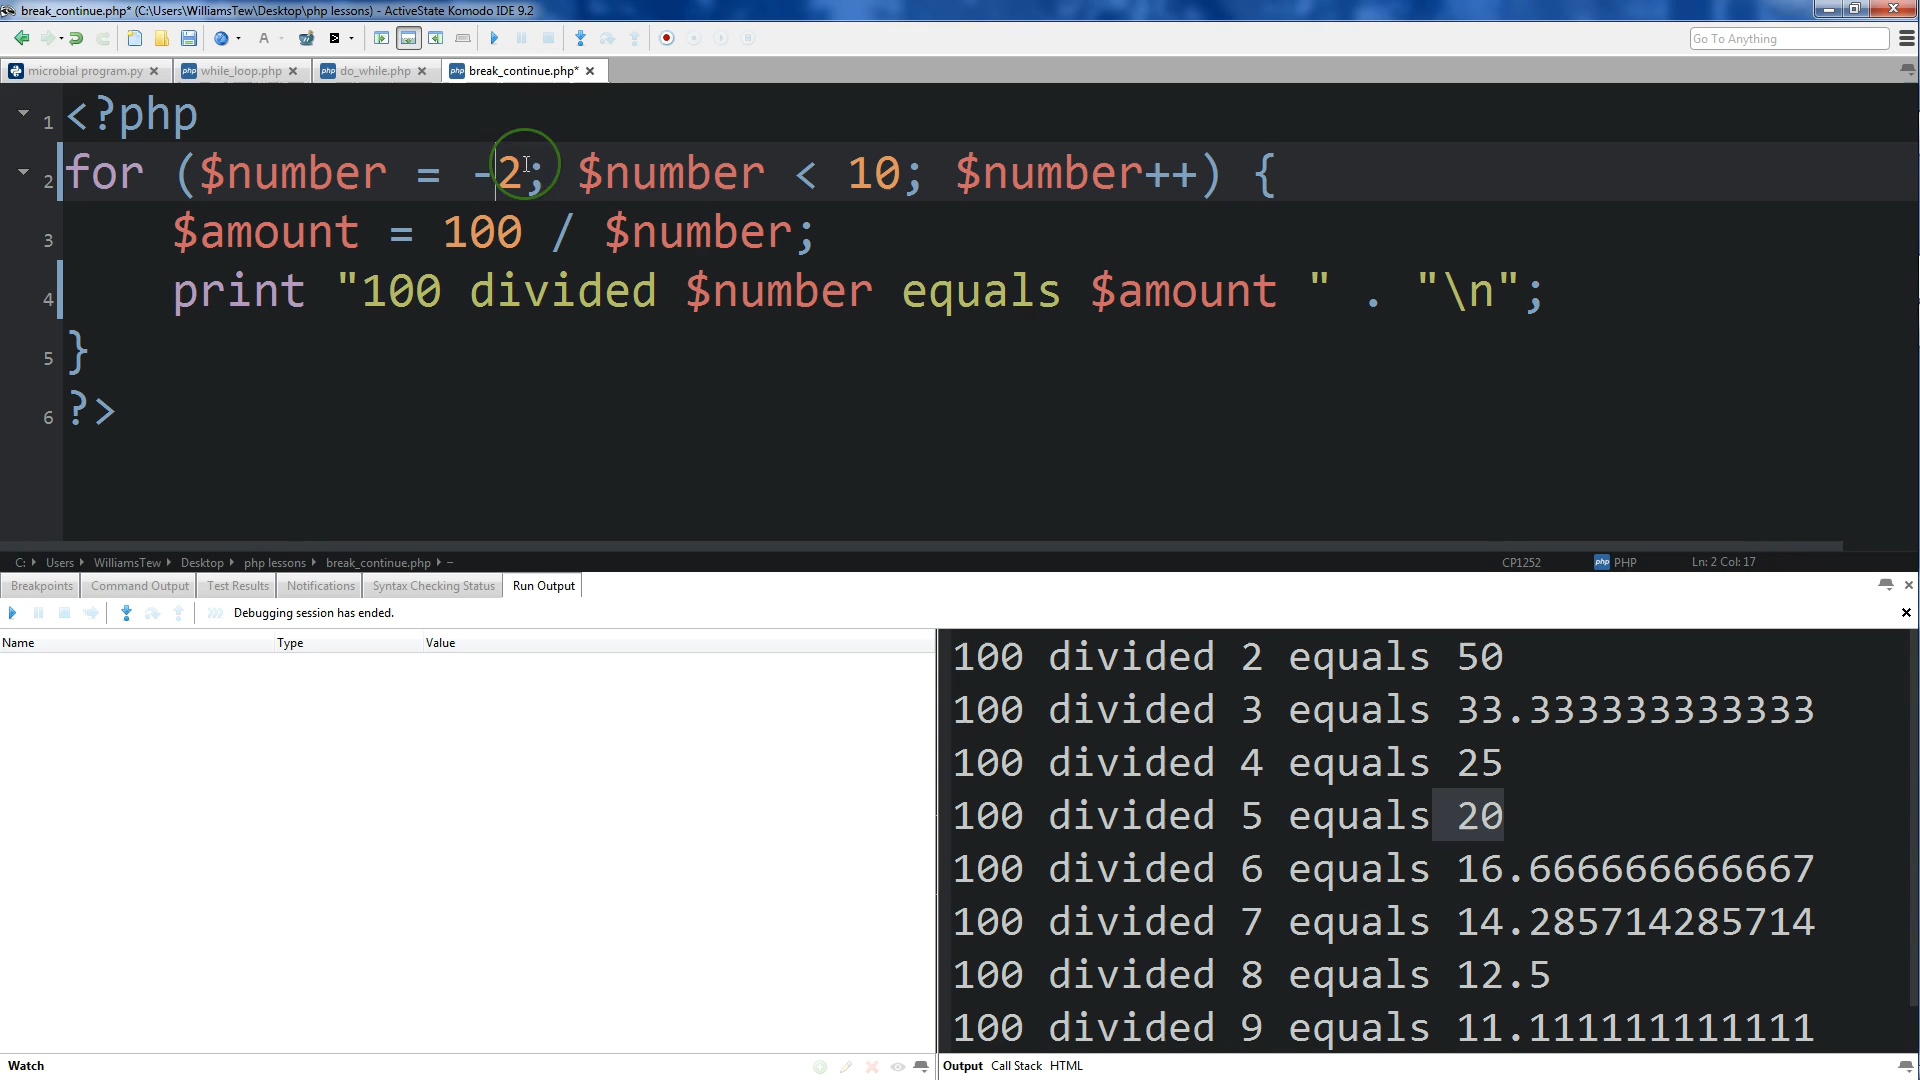 break_continue.php* (C:\Users\WilliamsTew\Desktop\php lessons) - ActiveState Komodo IDE 9.2
Go To Anything
microbial program.py
while_loop.php
do_while.php
break_continue.php*
1 <?php
2 for ($number = -2; $number < 10; $number++) {
3 $amount = 100 / $number;
4 print "100 divided $number equals $amount " . "\n";
5 }
6 ?>
C: Users WilliamsTew Desktop php lessons break_continue.php
CP1252
PHP
Ln: 2 Col: 17
Breakpoints
Command Output
Test Results
Notifications
Syntax Checking Status
Run Output
Debugging session has ended.
Name
Type
Value
100 divided 2 equals 50
100 divided 3 equals 33.333333333333
100 divided 4 equals 25
100 divided 5 equals 20
100 divided 6 equals 16.666666666667
100 divided 7 equals 14.285714285714
100 divided 8 equals 12.5
100 divided 9 equals 11.111111111111
Watch
Output
Call Stack
HTML